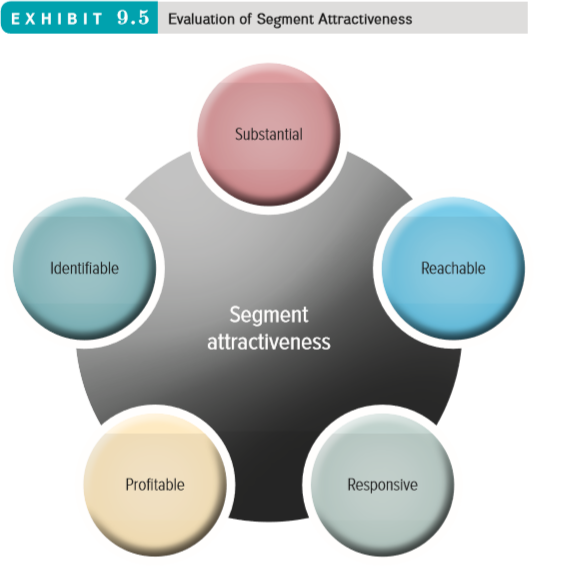 EXHIBIT 9.5 Evaluation of Segment Attractiveness
Substantial
Identifiable
Reachable
Segment
attractiveness
Profitable
Responsive